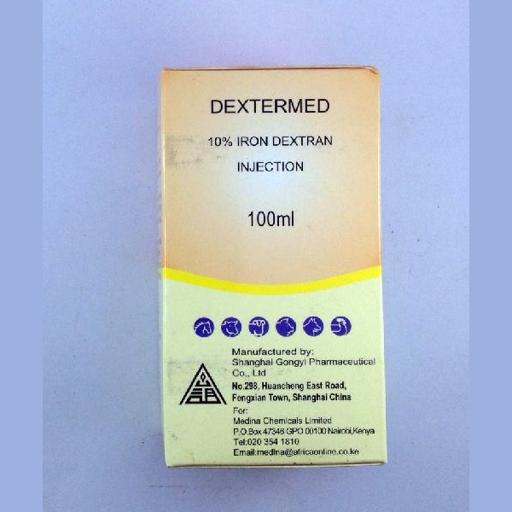 DEXTERMED
10% IRON DEXTRAN
INJECTION
100ml
Manufactured by:
Shanghai Gongyi Pharmaceutical
Co,. Ltd
No.298, Huancheng East Road,
Fengxian Town, Shanghai China
For:
Medina Chemicals Limited
P.O.Box 47346 GPO 00100 Nairobi,Kenya
Tel:020 354 1810
Email:medina@africaonline.co.ke